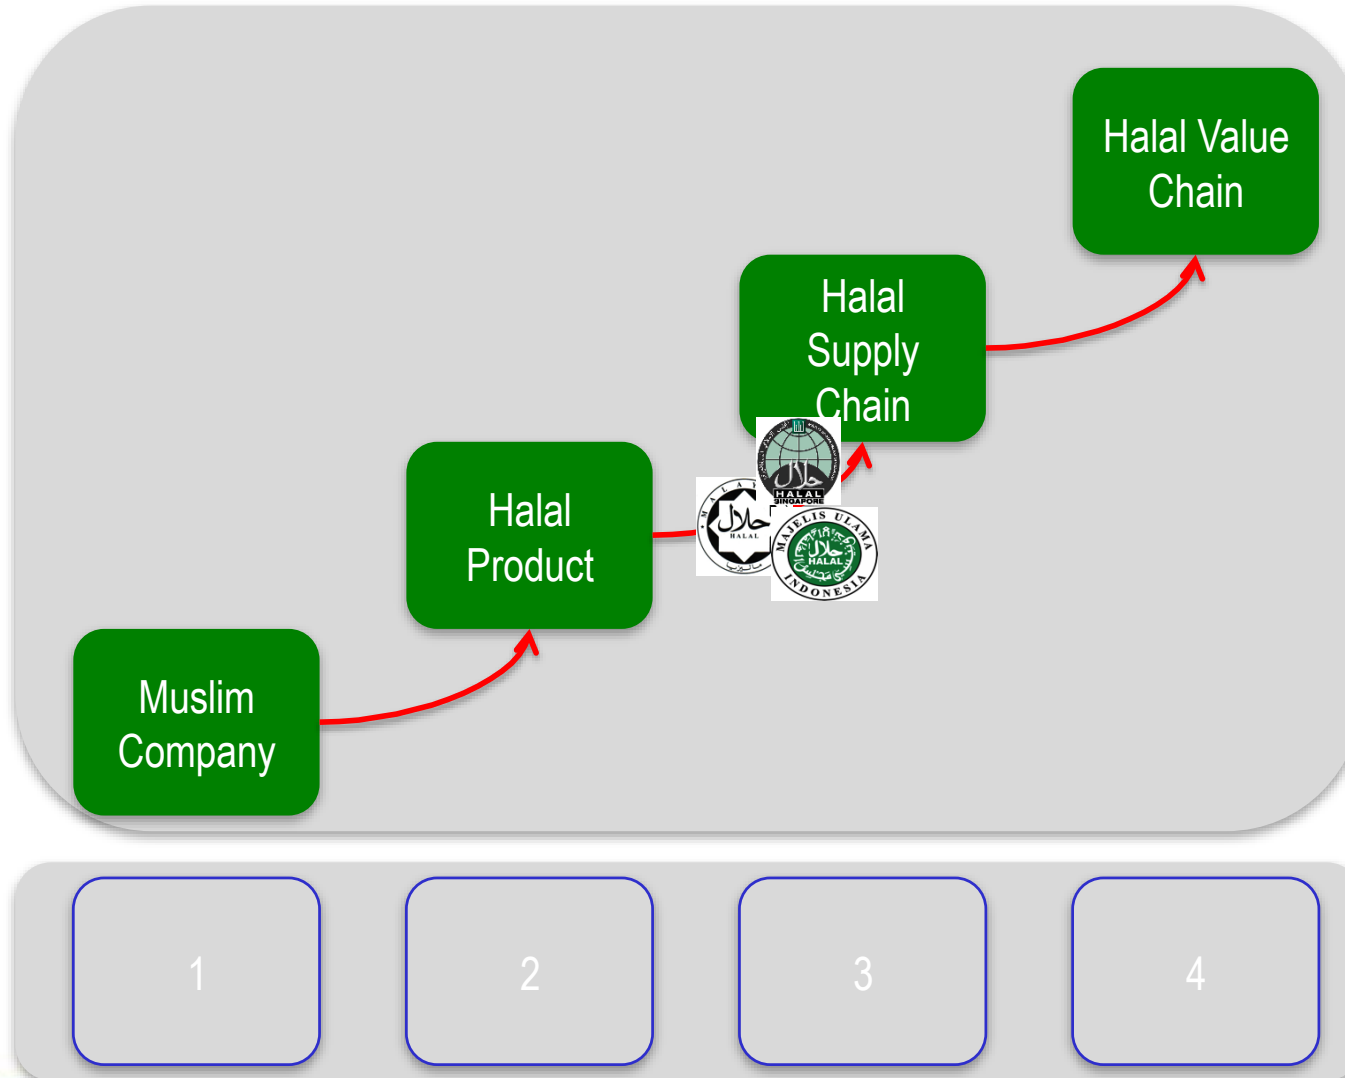 Halal Value
Chain
Halal
Supply
Chain
حلال
HALAL
SINGAPORE
Halal
Product
حلال
HALAL
MAJELIS ULAMA
حلال
HALAL
INDONESIA
Muslim
Company
1
2
3
4